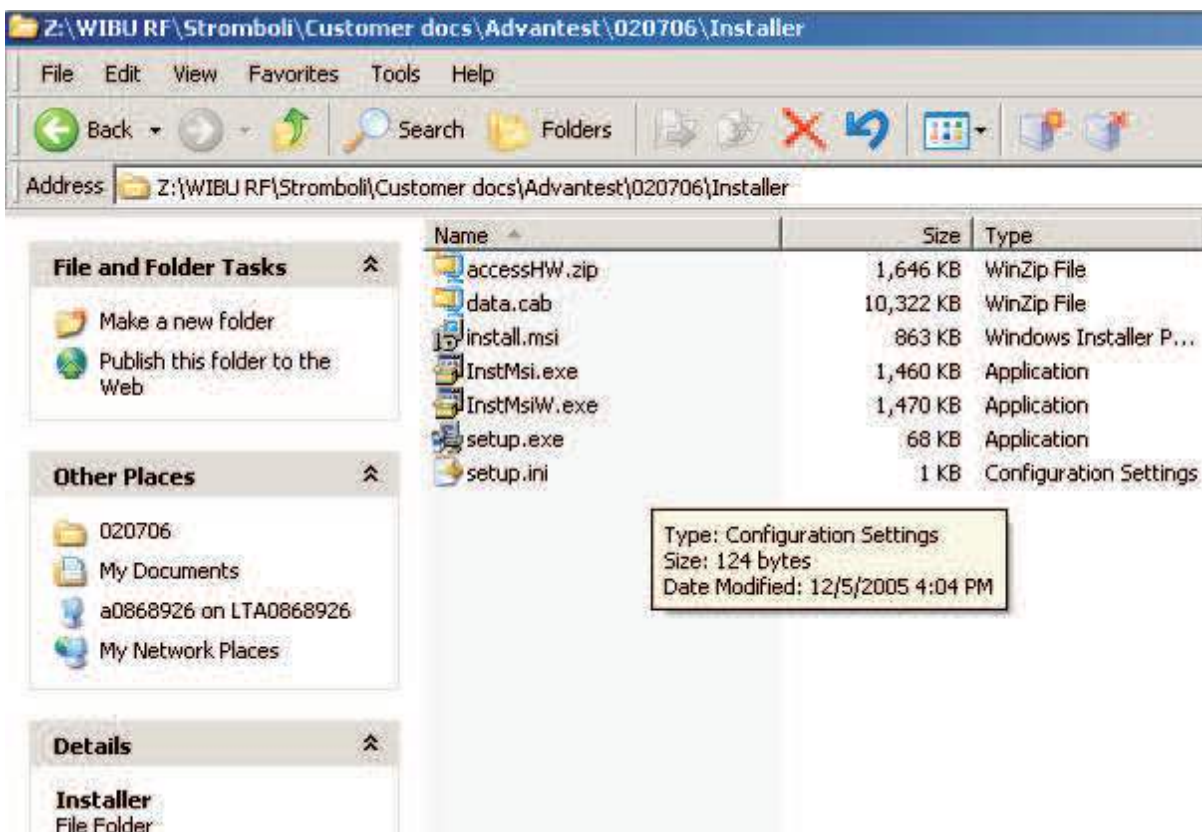 Z:\WIBU RF\Stromboli\Customer docs\Advantest\020706\Installer
File Edit View Favorites Tools Help
Back Search Folders
Address Z:\WIBU RF\Stromboli\Customer docs\Advantest\020706\Installer
File and Folder Tasks
Make a new folder
Publish this folder to the
Web
Other Places
020706
My Documents
a0868926 on LTA0868926
My Network Places
Details
Installer
File Folder
Name Size Type
accessHW.zip 1,646 KB WinZip File
data.cab 10,322 KB WinZip File
install.msi 863 KB Windows Installer P...
InstMsi.exe 1,460 KB Application
InstMsiW.exe 1,470 KB Application
setup.exe 68 KB Application
setup.ini 1 KB Configuration Settings
Type: Configuration Settings
Size: 124 bytes
Date Modified: 12/5/2005 4:04 PM